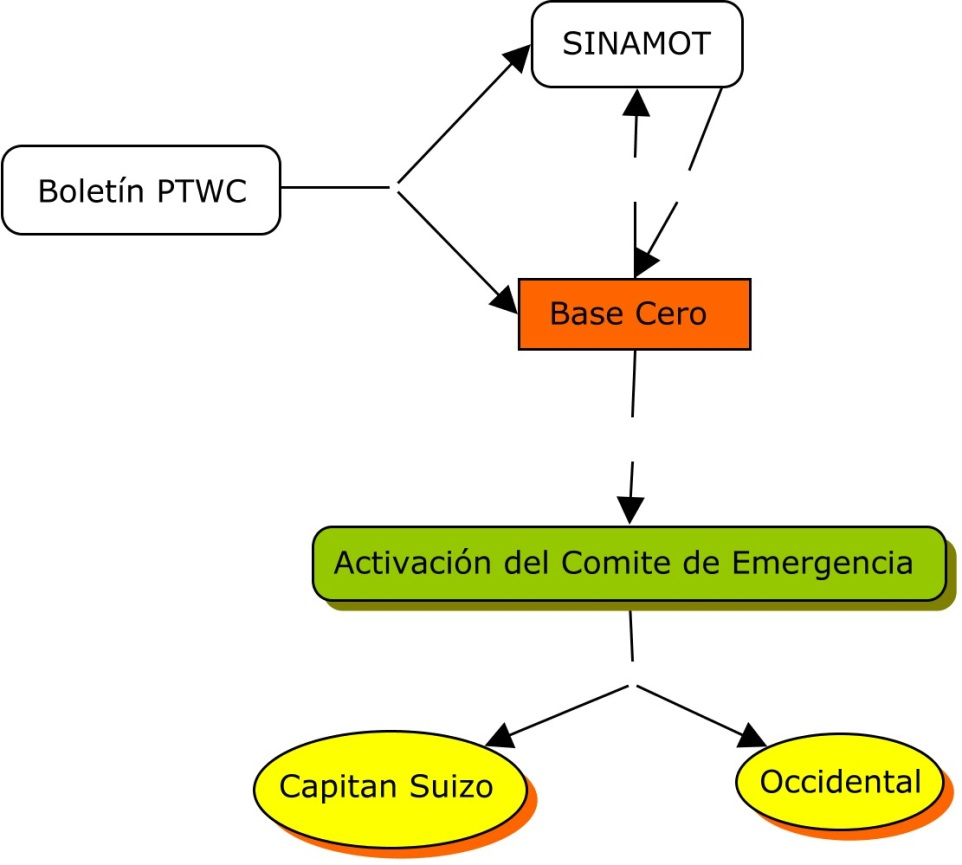 SINAMOT
Boletín PTWC
Base Cero
Activación del Comite de Emergencia
Capitan Suizo
Occidental